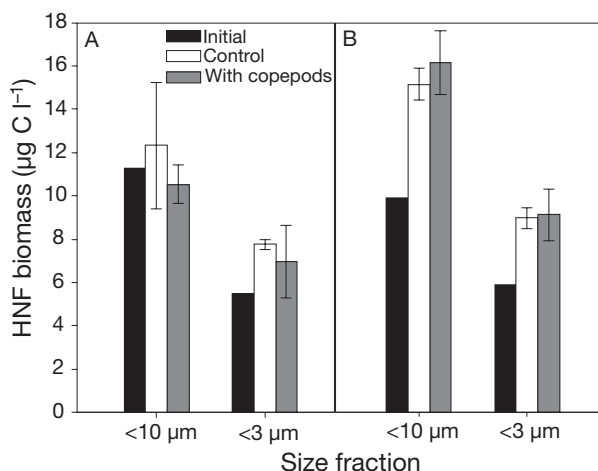 18
16
14
12
10
8
6
4
2
0
HNF biomass (µg C l⁻¹)
A
Initial
Control
With copepods
B
<10 µm
<3 µm
<10 µm
<3 µm
Size fraction